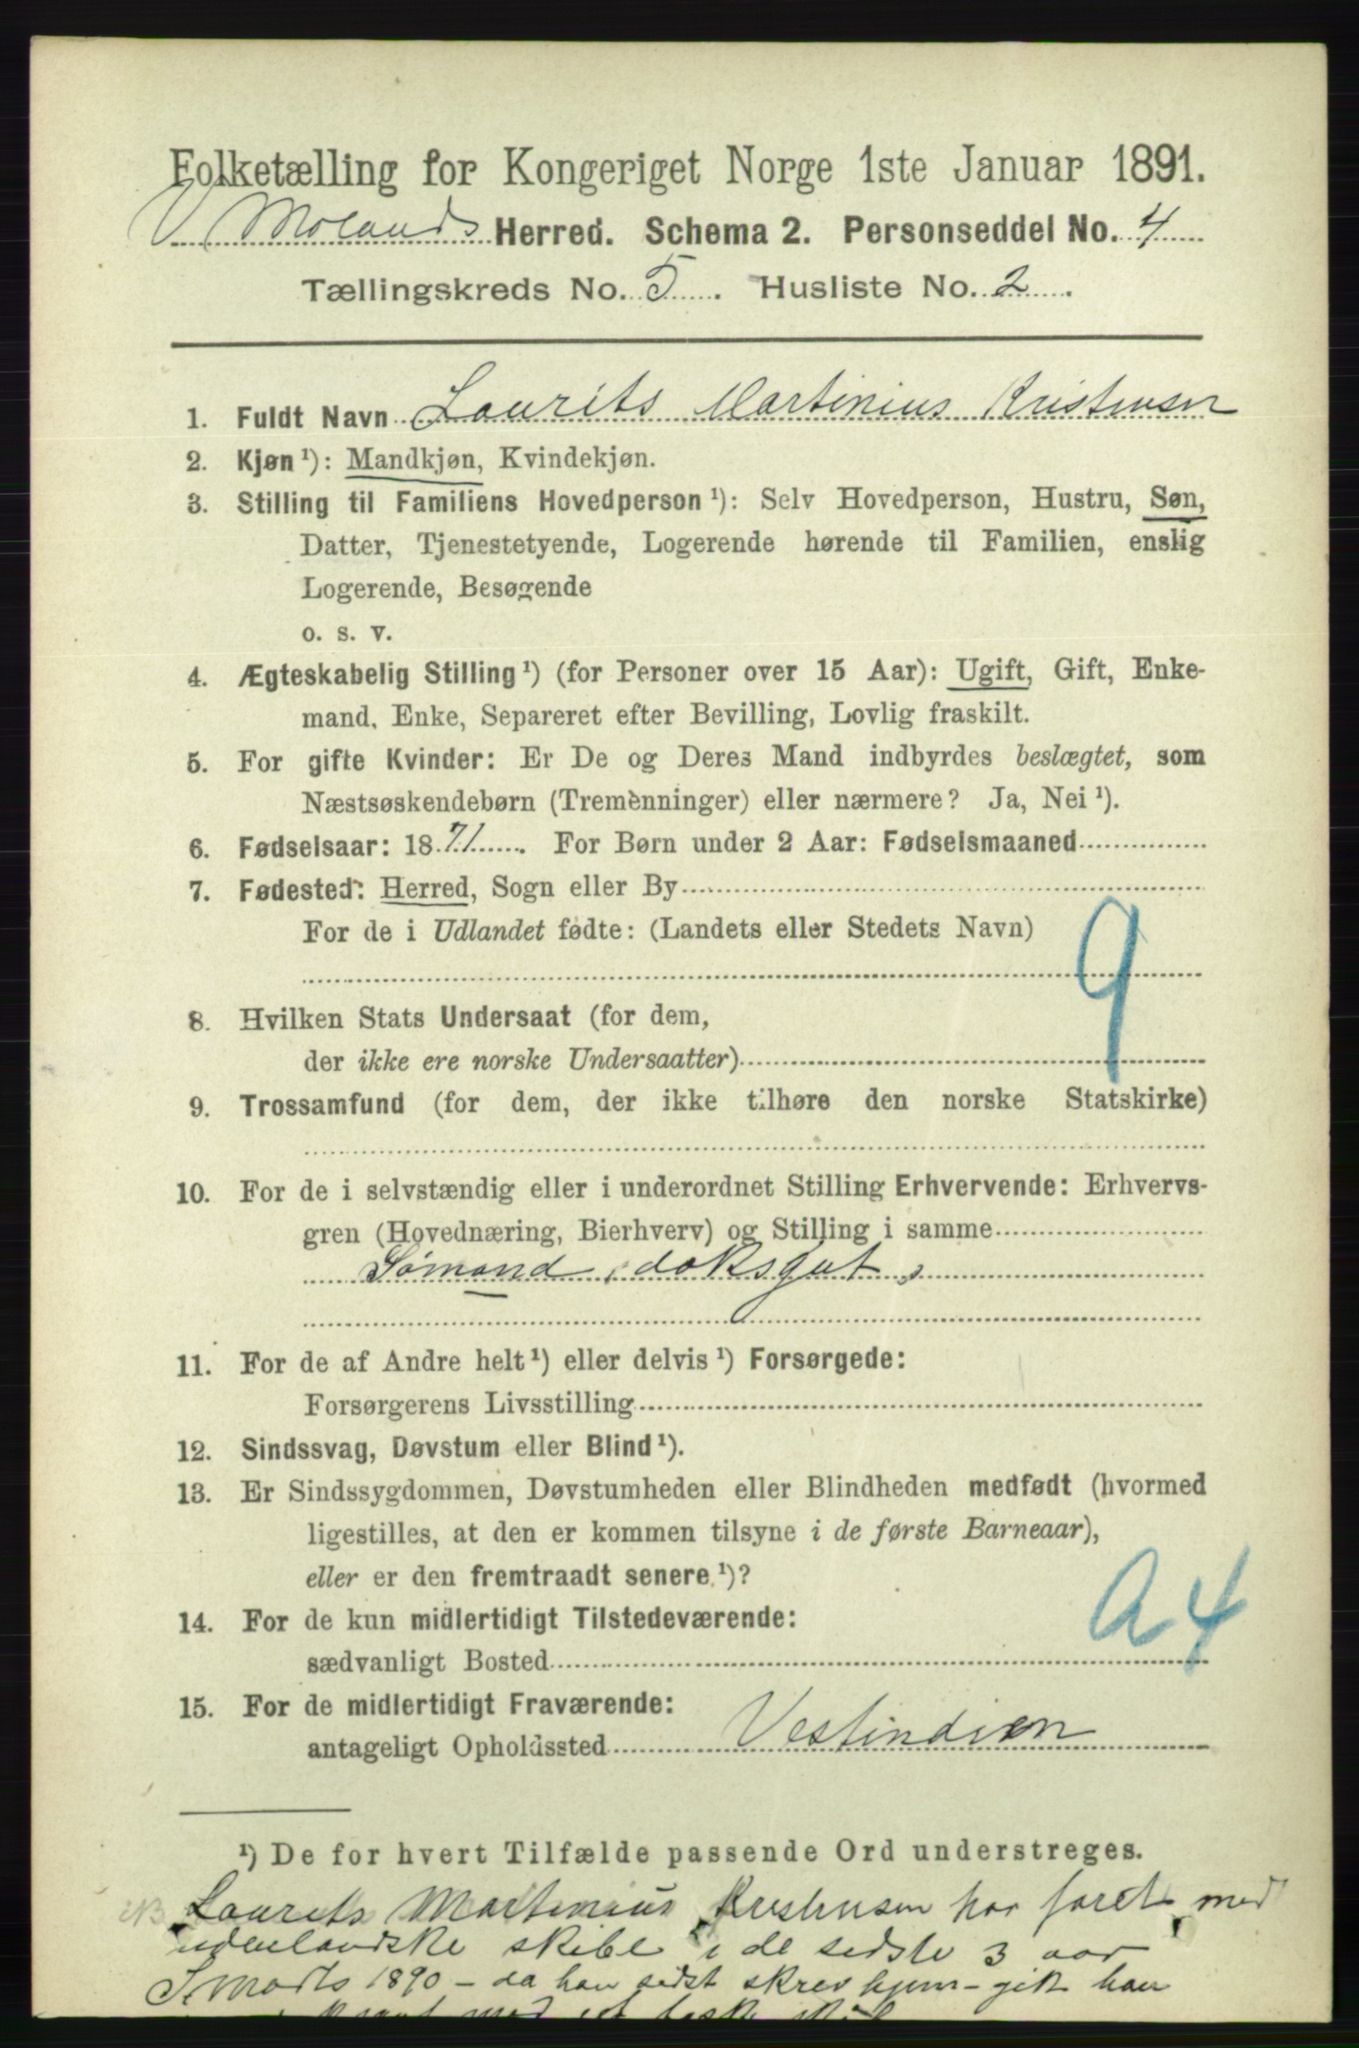 Folketælling for Kongeriget Norge 1ste Januar 1891.
V. Molands Herred. Schema 2. Personseddel No. 4
Tællingskreds No. 5. Husliste No. 2.
1. Fuldt Navn Laurits Martinius Kristensen
2. Kjøn ¹): Mandkjøn, Kvindekjøn.
3. Stilling til Familiens Hovedperson ¹): Selv Hovedperson, Hustru, Søn,
Datter, Tjenestetyende, Logerende hørende til Familien, enslig
Logerende, Besøgende
o. s. v.
4. Ægteskabelig Stilling ¹) (for Personer over 15 Aar): Ugift, Gift, Enke-
mand, Enke, Separeret efter Bevilling, Lovlig fraskilt.
5. For gifte Kvinder: Er De og Deres Mand indbyrdes beslægtet, som
Næstsøskendebørn (Tremenninger) eller nærmere? Ja, Nei ¹).
6. Fødselsaar: 1871. For Børn under 2 Aar: Fødselsmaaned
7. Fødested: Herred, Sogn eller By
For de i Udlandet fødte: (Landets eller Stedets Navn)
9
8. Hvilken Stats Undersaat (for dem,
der ikke ere norske Undersaatter)
9. Trossamfund (for dem, der ikke tilhøre den norske Statskirke)
10. For de i selvstændig eller i underordnet Stilling Erhvervende: Erhvervs-
gren (Hovednæring, Bierhverv) og Stilling i samme
Sømand, doksgut,
11. For de af Andre helt ¹) eller delvis ¹) Forsørgede:
Forsørgerens Livsstilling
12. Sindssvag, Døvstum eller Blind ¹).
13. Er Sindssygdommen, Døvstumheden eller Blindheden medfødt (hvormed
ligestilles, at den er kommen tilsyne i de første Barneaar),
eller er den fremtraadt senere ¹)?
A4
14. For de kun midlertidigt Tilstedeværende:
sædvanligt Bosted
15. For de midlertidigt Fraværende:
antageligt Opholdssted Vestindien
¹) De for hvert Tilfælde passende Ord understreges.
NB Laurits Martinius Kristensen har faret med
udenlandske skibe i de sidste 3 aar
I Marts 1890 – da han sidst skrev hjem – gik han